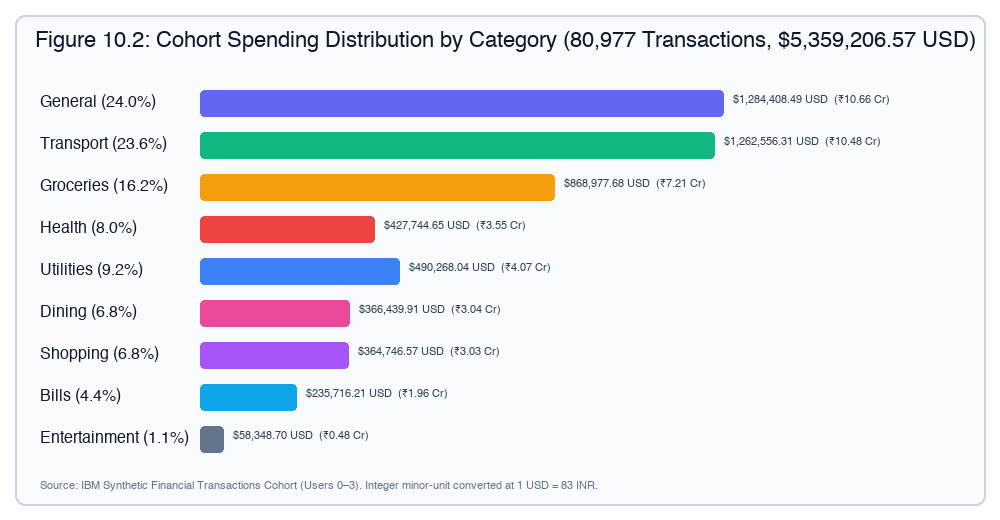 Figure 10.2: Cohort Spending Distribution by Category (80,977 Transactions, $5,359,206.57 USD)
General (24.0%) $1,284,408.49 USD (₹10.66 Cr)
Transport (23.6%) $1,262,556.31 USD (₹10.48 Cr)
Groceries (16.2%) $868,977.68 USD (₹7.21 Cr)
Health (8.0%) $427,744.65 USD (₹3.55 Cr)
Utilities (9.2%) $490,268.04 USD (₹4.07 Cr)
Dining (6.8%) $366,439.91 USD (₹3.04 Cr)
Shopping (6.8%) $364,746.57 USD (₹3.03 Cr)
Bills (4.4%) $235,716.21 USD (₹1.96 Cr)
Entertainment (1.1%) $58,348.70 USD (₹0.48 Cr)
Source: IBM Synthetic Financial Transactions Cohort (Users 0–3). Integer minor-unit converted at 1 USD = 83 INR.